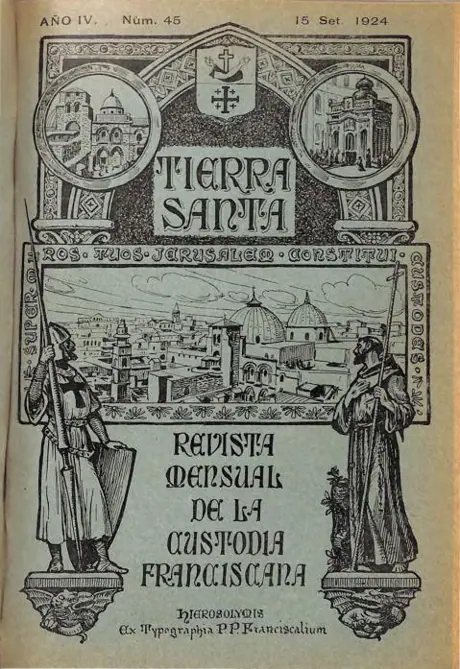 AÑO IV. Núm. 45 15 Set. 1924
TIERRA
SANTA
SUPER MUROS TUOS JERUSALEM CONSTITUI CUSTODES
REVISTA
MENSUAL
DE LA
CUSTODIA
FRANCISCANA
HIEROSOLYMIS
Ex Typographia P.P. Franciscalium